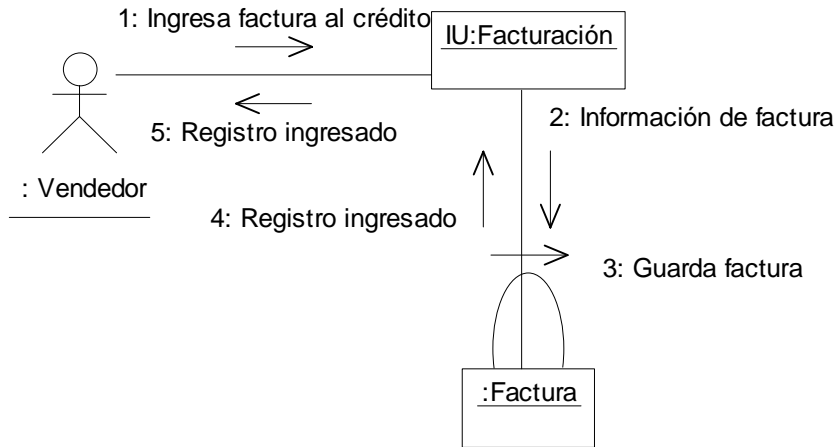 1: Ingresa factura al crédito
IU:Facturación
5: Registro ingresado
2: Información de factura
: Vendedor
4: Registro ingresado
3: Guarda factura
:Factura